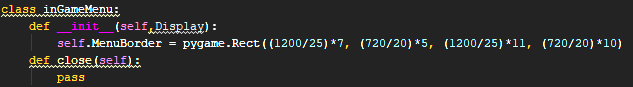 class inGameMenu:
    def __init__(self,Display):
        self.MenuBorder = pygame.Rect((1200/25)*7, (720/20)*5, (1200/25)*11, (720/20)*10)
    def close(self):
        pass